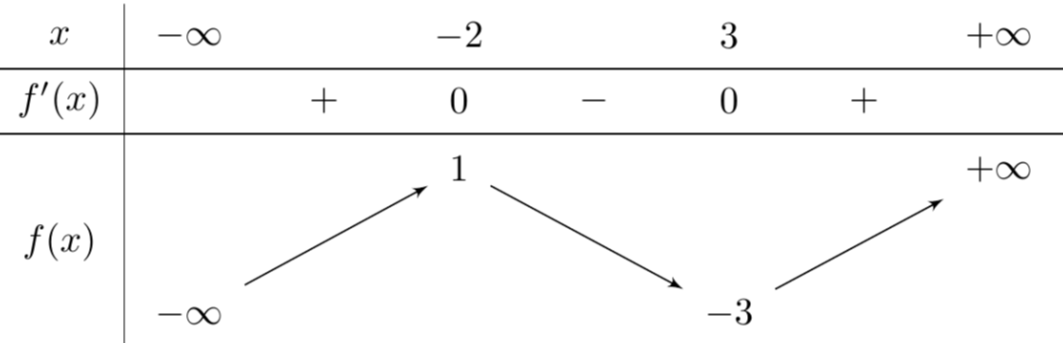 x −∞ −2 3 +∞
f′(x) + 0 − 0 +
1 +∞
f(x)
−∞ −3